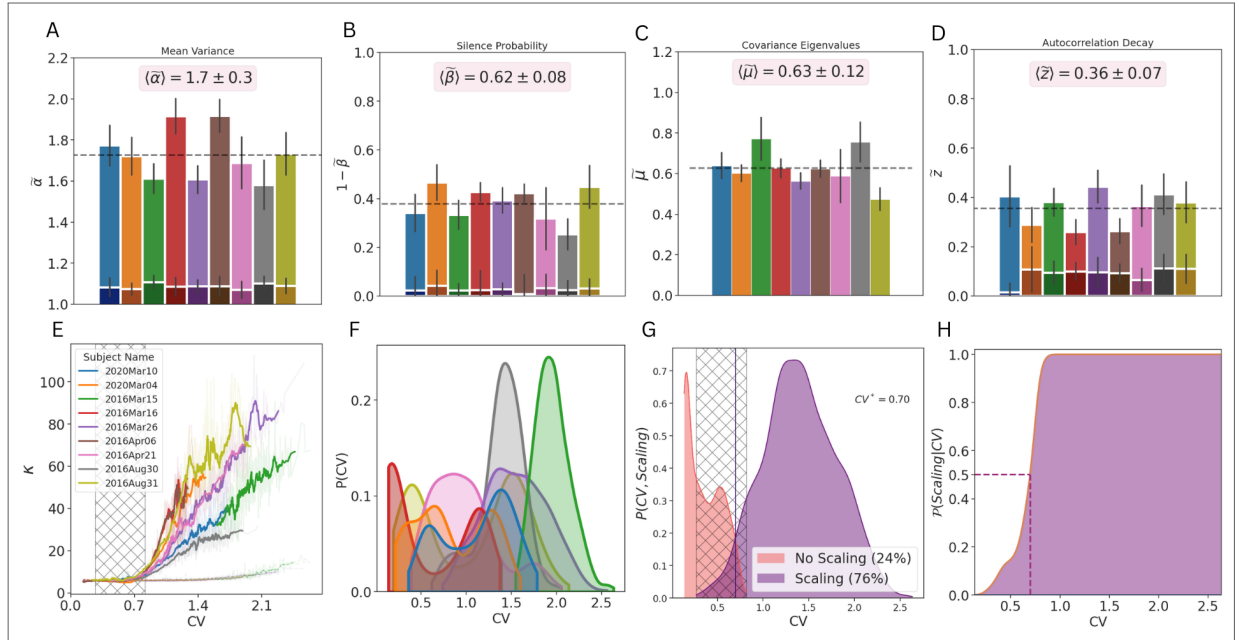 A
Mean Variance
⟨α̃⟩ = 1.7 ± 0.3
2.2
2.0
1.8
1.6
1.4
1.2
1.0
α̃
B
Silence Probability
⟨β̃⟩ = 0.62 ± 0.08
1.0
0.8
0.6
0.4
0.2
0.0
1 − β̃
C
Covariance Eigenvalues
⟨μ̃⟩ = 0.63 ± 0.12
1.2
1.0
0.8
0.6
0.4
0.2
0.0
μ̃
D
Autocorrelation Decay
⟨z̃⟩ = 0.36 ± 0.07
1.0
0.8
0.6
0.4
0.2
0.0
z̃
E
Subject Name
2020Mar10
2020Mar04
2016Mar15
2016Mar16
2016Mar26
2016Apr06
2016Apr21
2016Aug30
2016Aug31
100
80
60
40
20
0
κ
0.0 0.7 1.4 2.1
CV
F
0.2
0.1
0.0
P(CV)
0.5 1.0 1.5 2.0 2.5
CV
G
0.7
0.6
0.5
0.4
0.3
0.2
0.1
0.0
P(CV, Scaling)
CV* = 0.70
No Scaling (24%)
Scaling (76%)
0.5 1.0 1.5 2.0 2.5
CV
H
1.0
0.8
0.6
0.4
0.2
0.0
P(Scaling|CV)
0.5 1.0 1.5 2.0 2.5
CV